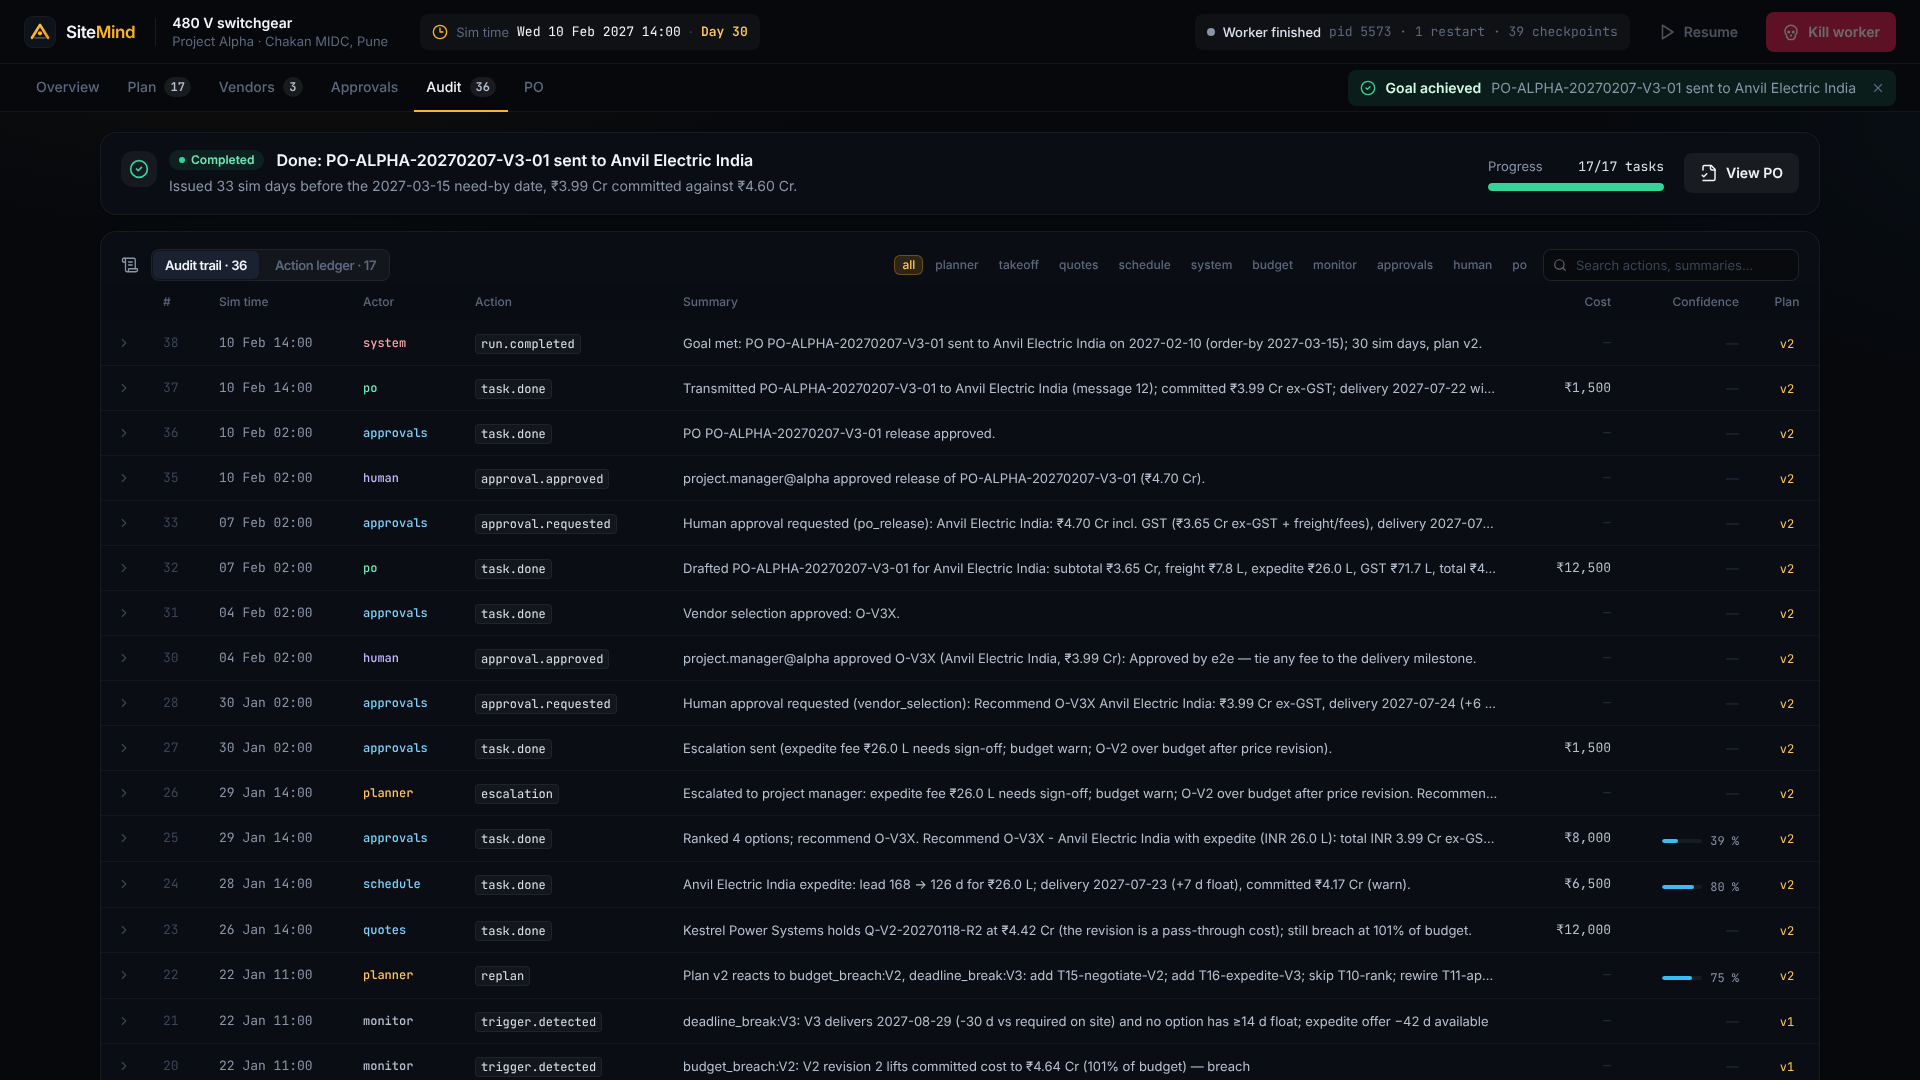 SiteMind
480 V switchgear
Project Alpha · Chakan MIDC, Pune
Sim time Wed 10 Feb 2027 14:00 · Day 30
Worker finished pid 5573 · 1 restart · 39 checkpoints
Resume
Kill worker
Overview
Plan 17
Vendors 3
Approvals
Audit 36
PO
Goal achieved PO-ALPHA-20270207-V3-01 sent to Anvil Electric India
Completed Done: PO-ALPHA-20270207-V3-01 sent to Anvil Electric India
Issued 33 sim days before the 2027-03-15 need-by date, ₹3.99 Cr committed against ₹4.60 Cr.
Progress 17/17 tasks
View PO
Audit trail · 36 Action ledger · 17
all planner takeoff quotes schedule system budget monitor approvals human po
Search actions, summaries...
# Sim time Actor Action Summary Cost Confidence Plan
38 10 Feb 14:00 system run.completed Goal met: PO PO-ALPHA-20270207-V3-01 sent to Anvil Electric India on 2027-02-10 (order-by 2027-03-15); 30 sim days, plan v2. — — v2
37 10 Feb 14:00 po task.done Transmitted PO-ALPHA-20270207-V3-01 to Anvil Electric India (message 12); committed ₹3.99 Cr ex-GST; delivery 2027-07-22 wi... ₹1,500 — v2
36 10 Feb 02:00 approvals task.done PO PO-ALPHA-20270207-V3-01 release approved. — — v2
35 10 Feb 02:00 human approval.approved project.manager@alpha approved release of PO-ALPHA-20270207-V3-01 (₹4.70 Cr). — — v2
33 07 Feb 02:00 approvals approval.requested Human approval requested (po_release): Anvil Electric India: ₹4.70 Cr incl. GST (₹3.65 Cr ex-GST + freight/fees), delivery 2027-07... — — v2
32 07 Feb 02:00 po task.done Drafted PO-ALPHA-20270207-V3-01 for Anvil Electric India: subtotal ₹3.65 Cr, freight ₹7.8 L, expedite ₹26.0 L, GST ₹71.7 L, total ₹4... ₹12,500 — v2
31 04 Feb 02:00 approvals task.done Vendor selection approved: O-V3X. — — v2
30 04 Feb 02:00 human approval.approved project.manager@alpha approved O-V3X (Anvil Electric India, ₹3.99 Cr): Approved by e2e — tie any fee to the delivery milestone. — — v2
28 30 Jan 02:00 approvals approval.requested Human approval requested (vendor_selection): Recommend O-V3X Anvil Electric India: ₹3.99 Cr ex-GST, delivery 2027-07-24 (+6 ... — — v2
27 30 Jan 02:00 approvals task.done Escalation sent (expedite fee ₹26.0 L needs sign-off; budget warn; O-V2 over budget after price revision). ₹1,500 — v2
26 29 Jan 14:00 planner escalation Escalated to project manager: expedite fee ₹26.0 L needs sign-off; budget warn; O-V2 over budget after price revision. Recommen... — — v2
25 29 Jan 14:00 approvals task.done Ranked 4 options; recommend O-V3X. Recommend O-V3X - Anvil Electric India with expedite (INR 26.0 L): total INR 3.99 Cr ex-GS... ₹8,000 39 % v2
24 28 Jan 14:00 schedule task.done Anvil Electric India expedite: lead 168 → 126 d for ₹26.0 L; delivery 2027-07-23 (+7 d float), committed ₹4.17 Cr (warn). ₹6,500 80 % v2
23 26 Jan 14:00 quotes task.done Kestrel Power Systems holds Q-V2-20270118-R2 at ₹4.42 Cr (the revision is a pass-through cost); still breach at 101% of budget. ₹12,000 — v2
22 22 Jan 11:00 planner replan Plan v2 reacts to budget_breach:V2, deadline_break:V3: add T15-negotiate-V2; add T16-expedite-V3; skip T10-rank; rewire T11-ap... — 75 % v2
21 22 Jan 11:00 monitor trigger.detected deadline_break:V3: V3 delivers 2027-08-29 (-30 d vs required on site) and no option has ≥14 d float; expedite offer −42 d available — — v1
20 22 Jan 11:00 monitor trigger.detected budget_breach:V2: V2 revision 2 lifts committed cost to ₹4.64 Cr (101% of budget) — breach — — v1